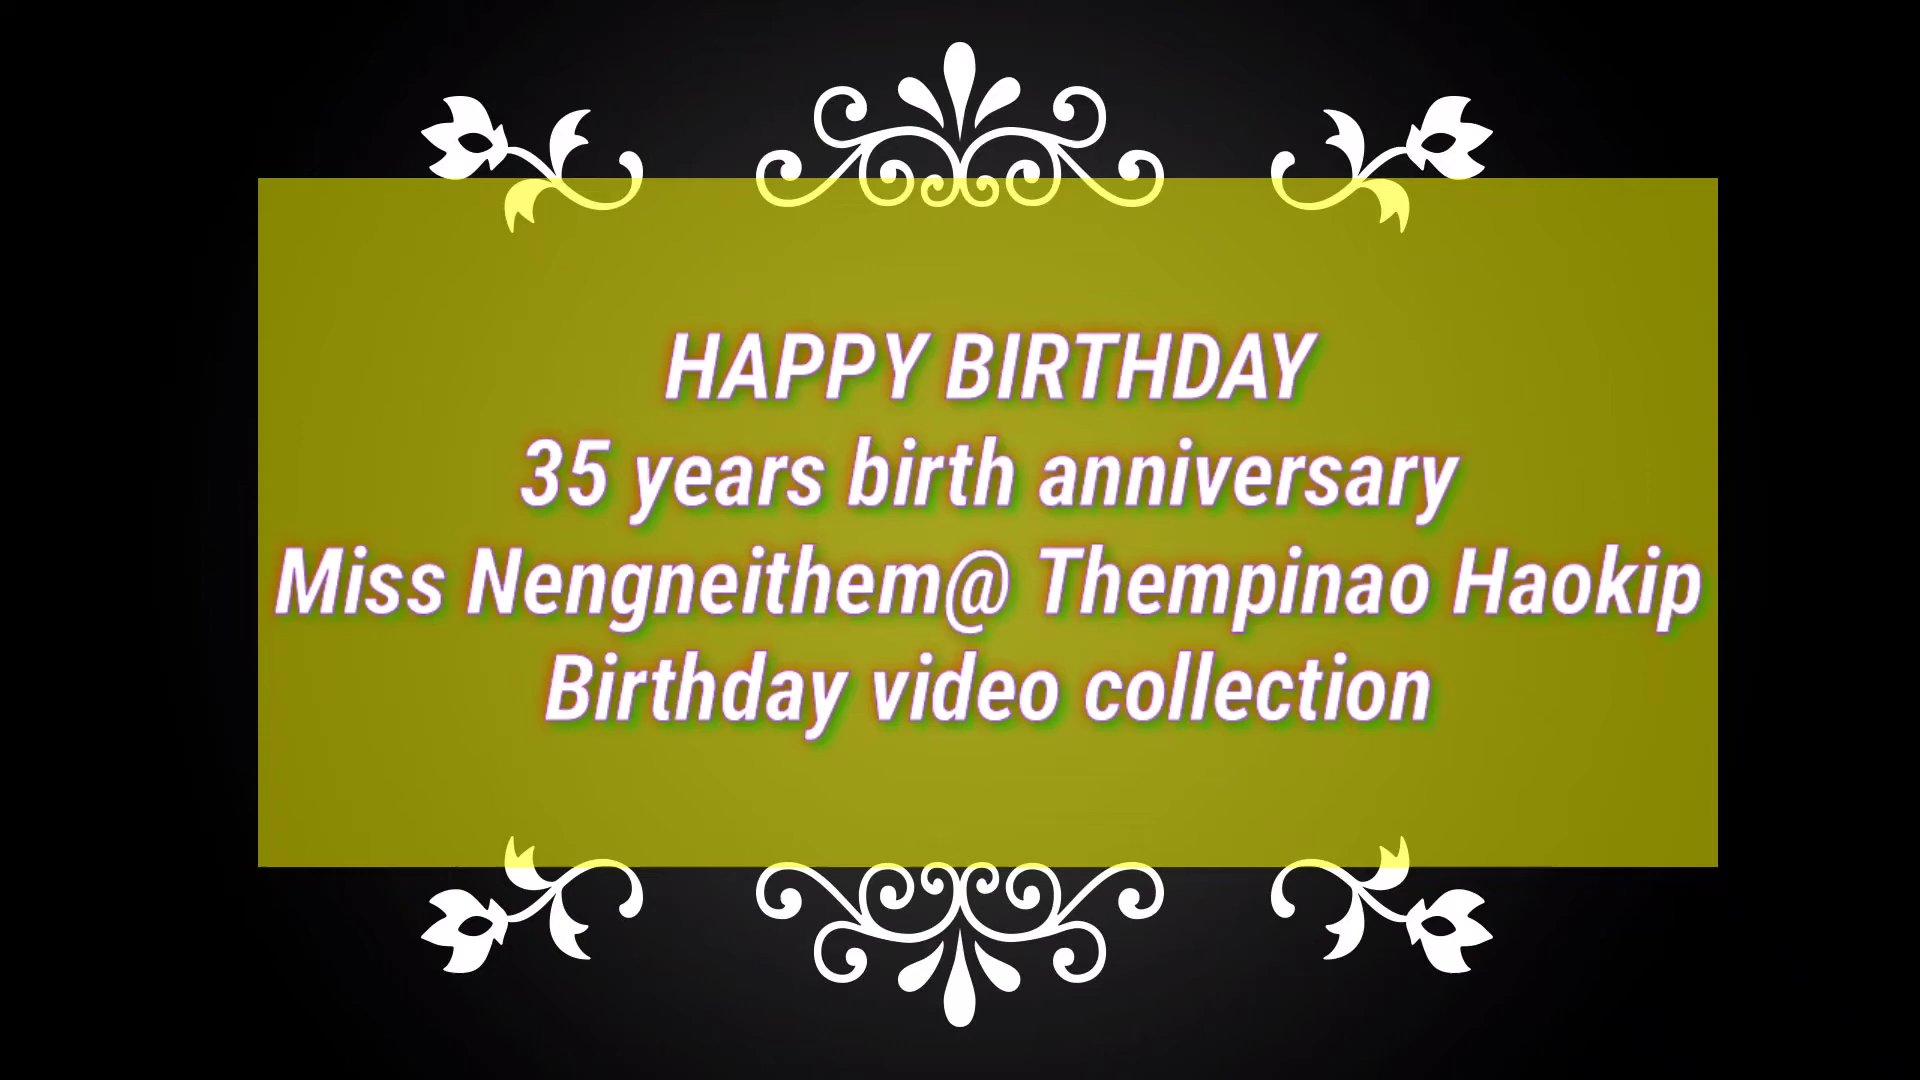 HAPPY BIRTHDAY
35 years birth anniversary
Miss Nengneithem@ Thempinao Haokip
Birthday video collection